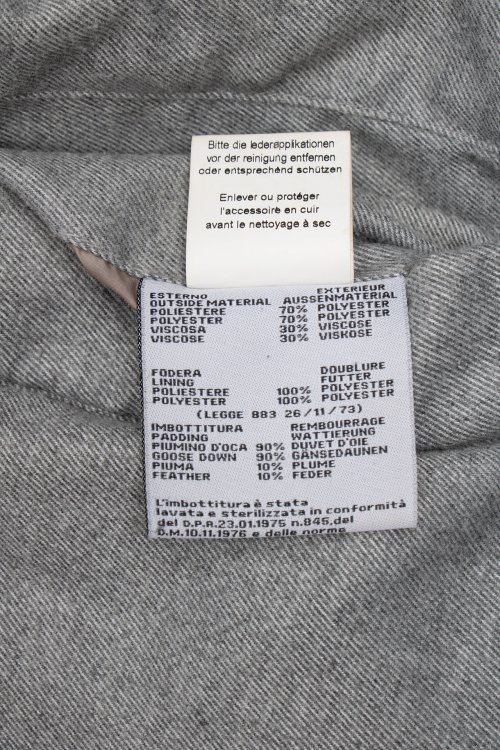 Bitte die lederapplikationen
vor der reinigung entfernen
oder entsprechend schützen
Enlever ou protéger
l'accessoire en cuir
avant le nettoyage à sec
ESTERNO EXTERIEUR
OUTSIDE MATERIAL AUSSENMATERIAL
POLIESTERE 70% POLYESTER
POLYESTER 70% POLYESTER
VISCOSA 30% VISCOSE
VISCOSE 30% VISKOSE
FODERA DOUBLURE
LINING FUTTER
POLIESTERE 100% POLYESTER
POLYESTER 100% POLYESTER
(LEGGE 883 26/11/73)
IMBOTTITURA REMBOURRAGE
PADDING WATTIERUNG
PIUMINO D'OCA 90% DUVET D'OIE
GOOSE DOWN 90% GÄNSEDAUNEN
PIUMA 10% PLUME
FEATHER 10% FEDER
L'imbottitura è stata
lavata e sterilizzata in conformità
del D.P.R.23.01.1975 n.845,del
D.M.10.11.1976 e delle norme